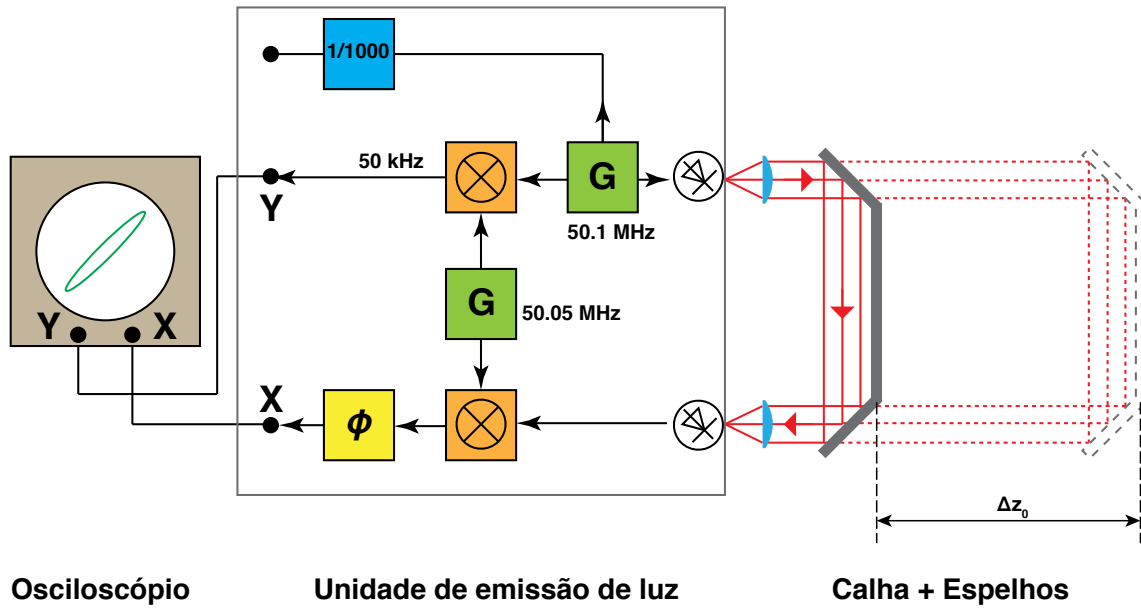 1/1000
50 kHz
Y
G
50.1 MHz
G
50.05 MHz
Y
X
X
ϕ
Δz₀
Osciloscópio
Unidade de emissão de luz
Calha + Espelhos